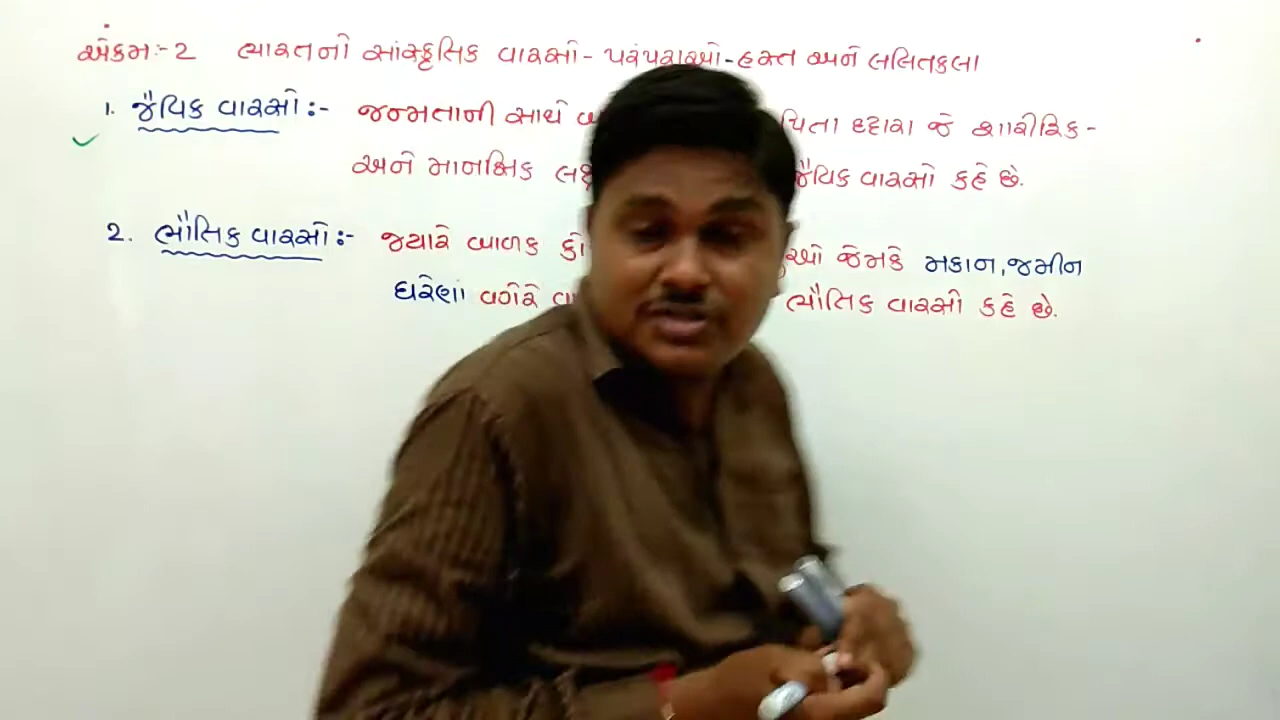 એકમ:- 2 ભારતનો સાંસ્કૃતિક વારસો - પરંપરાઓ - હસ્ત અને લલિતકલા
1. જૈવિક વારસો :- જન્મતાની સાથે પિતા દ્વારા જે શારીરિક -
અને માનસિક જૈવિક વારસો કહે છે.
2. ભૌતિક વારસો :- જ્યારે બાળક જેમકે મકાન, જમીન
ઘરેણાં વગેરે ભૌતિક વારસો કહે છે.